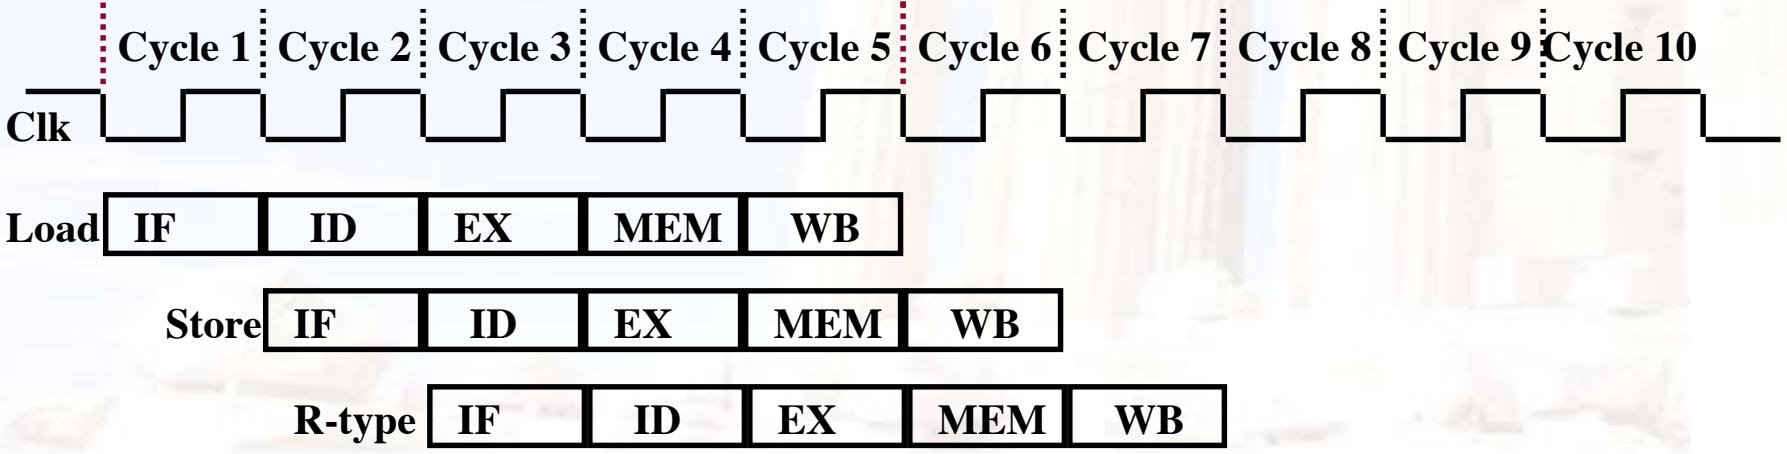 Cycle 1 Cycle 2 Cycle 3 Cycle 4 Cycle 5 Cycle 6 Cycle 7 Cycle 8 Cycle 9 Cycle 10
Clk
Load IF ID EX MEM WB
Store IF ID EX MEM WB
R-type IF ID EX MEM WB